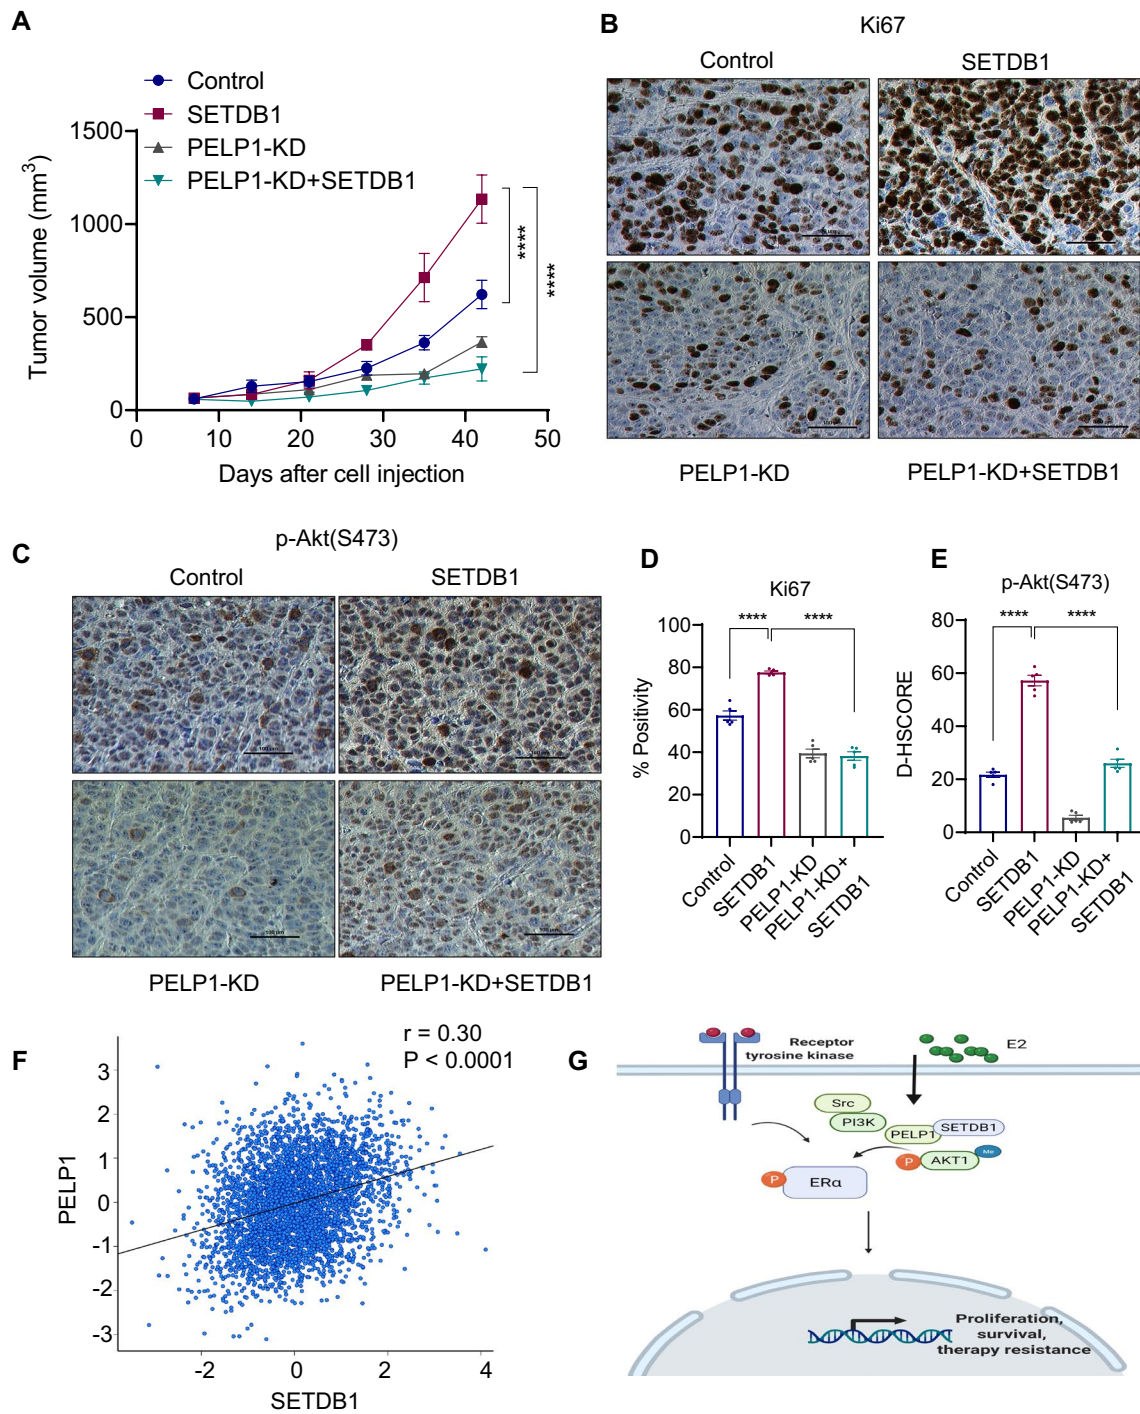 A
Control
SETDB1
PELP1-KD
PELP1-KD+SETDB1
Tumor volume (mm³)
1500
1000
500
0
0 10 20 30 40 50
Days after cell injection
****
****
B
Ki67
Control SETDB1
PELP1-KD PELP1-KD+SETDB1
C
p-Akt(S473)
Control SETDB1
100 µm
100 µm
PELP1-KD PELP1-KD+SETDB1
D
Ki67
% Positivity
100
80
60
40
20
0
**** ****
Control
SETDB1
PELP1-KD
PELP1-KD+
SETDB1
E
p-Akt(S473)
D-HSCORE
80
60
40
20
0
**** ****
Control
SETDB1
PELP1-KD
PELP1-KD+
SETDB1
F
r = 0.30
P < 0.0001
PELP1
3
2
1
0
-1
-2
-3
-2 0 2 4
SETDB1
G
Receptor
tyrosine kinase
E2
Src
PI3K
PELP1
SETDB1
P
AKT1
Me
P
ERα
Proliferation,
survival,
therapy resistance